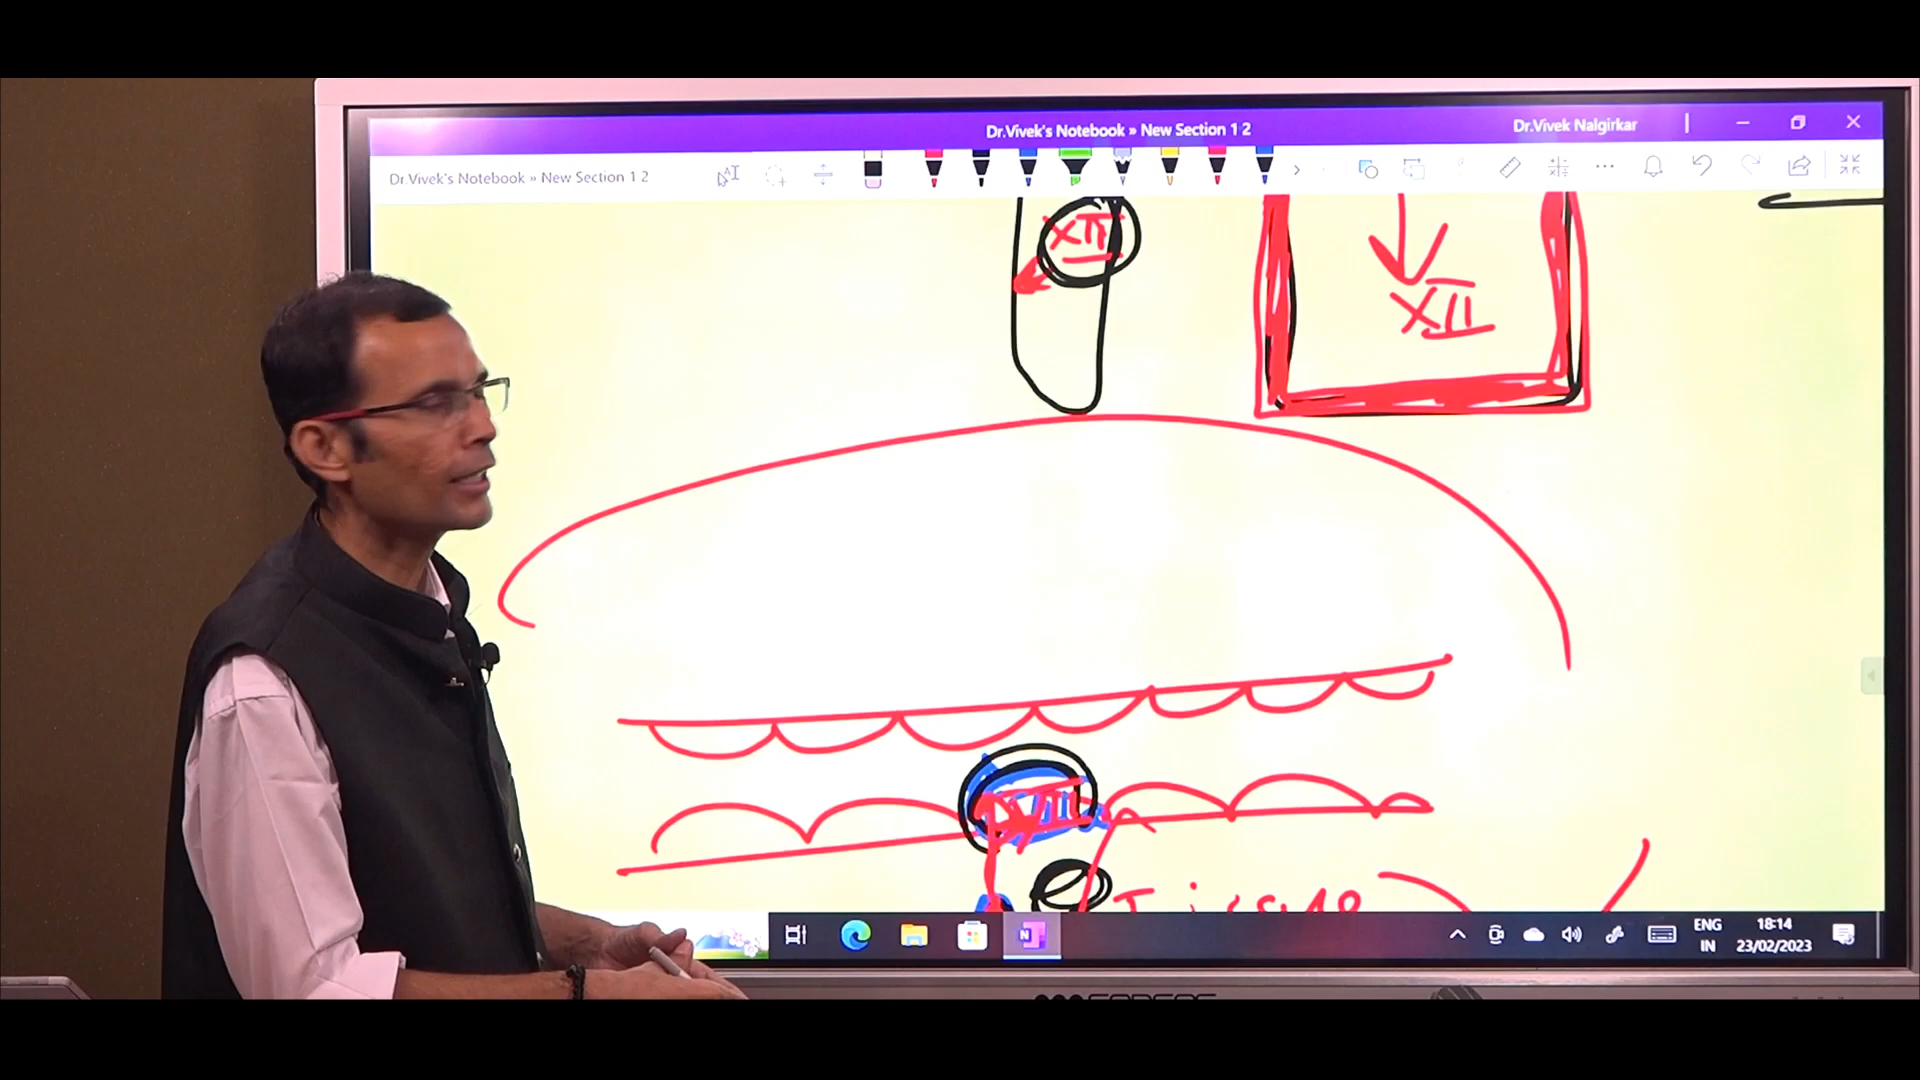 Dr.Vivek's Notebook » New Section 1 2
Dr.Vivek Nalgirkar
Dr.Vivek's Notebook » New Section 1 2
XII
XII
VII
ENG
IN
18:14
23/02/2023